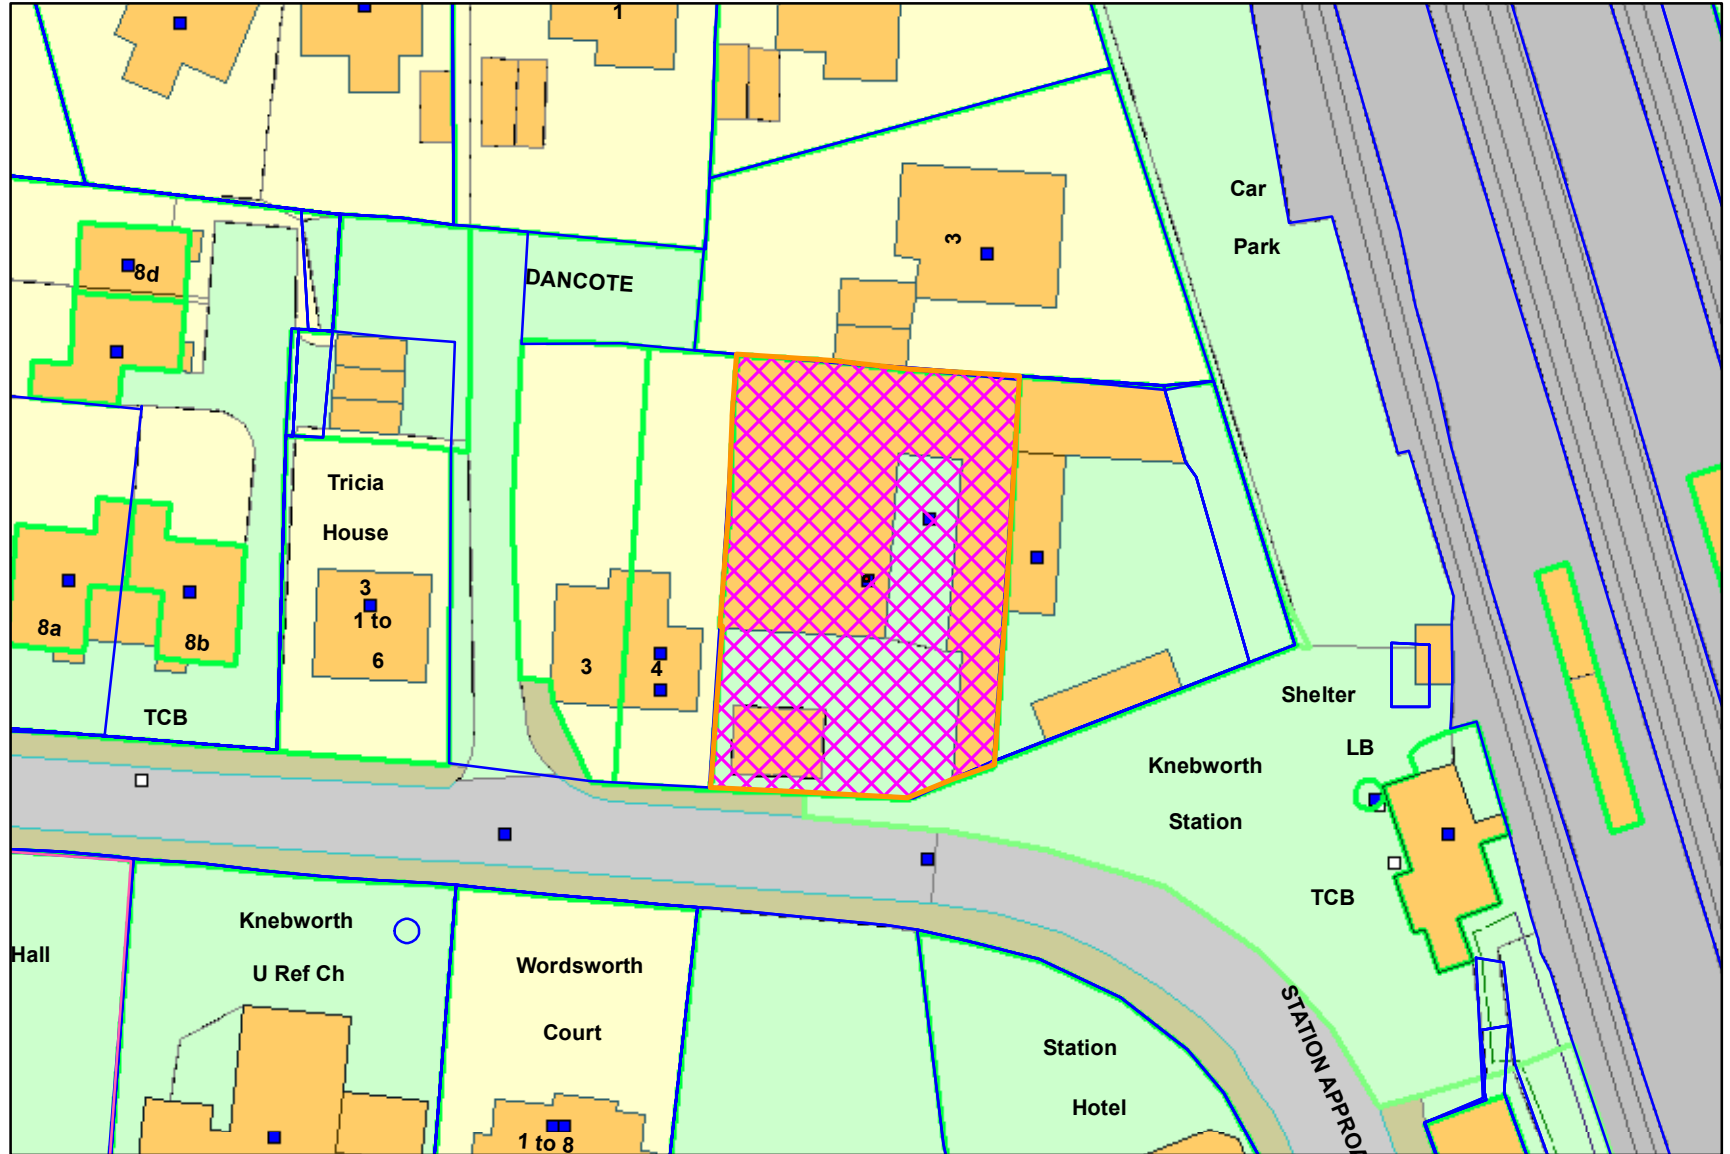 1
Car
Park
3
8d
DANCOTE
Tricia
House
3
1 to
6
8a
8b
3
4
TCB
Shelter
LB
Knebworth
Station
TCB
Knebworth
U Ref Ch
Hall
Wordsworth
Court
1 to 8
Station
Hotel
STATION APPROA